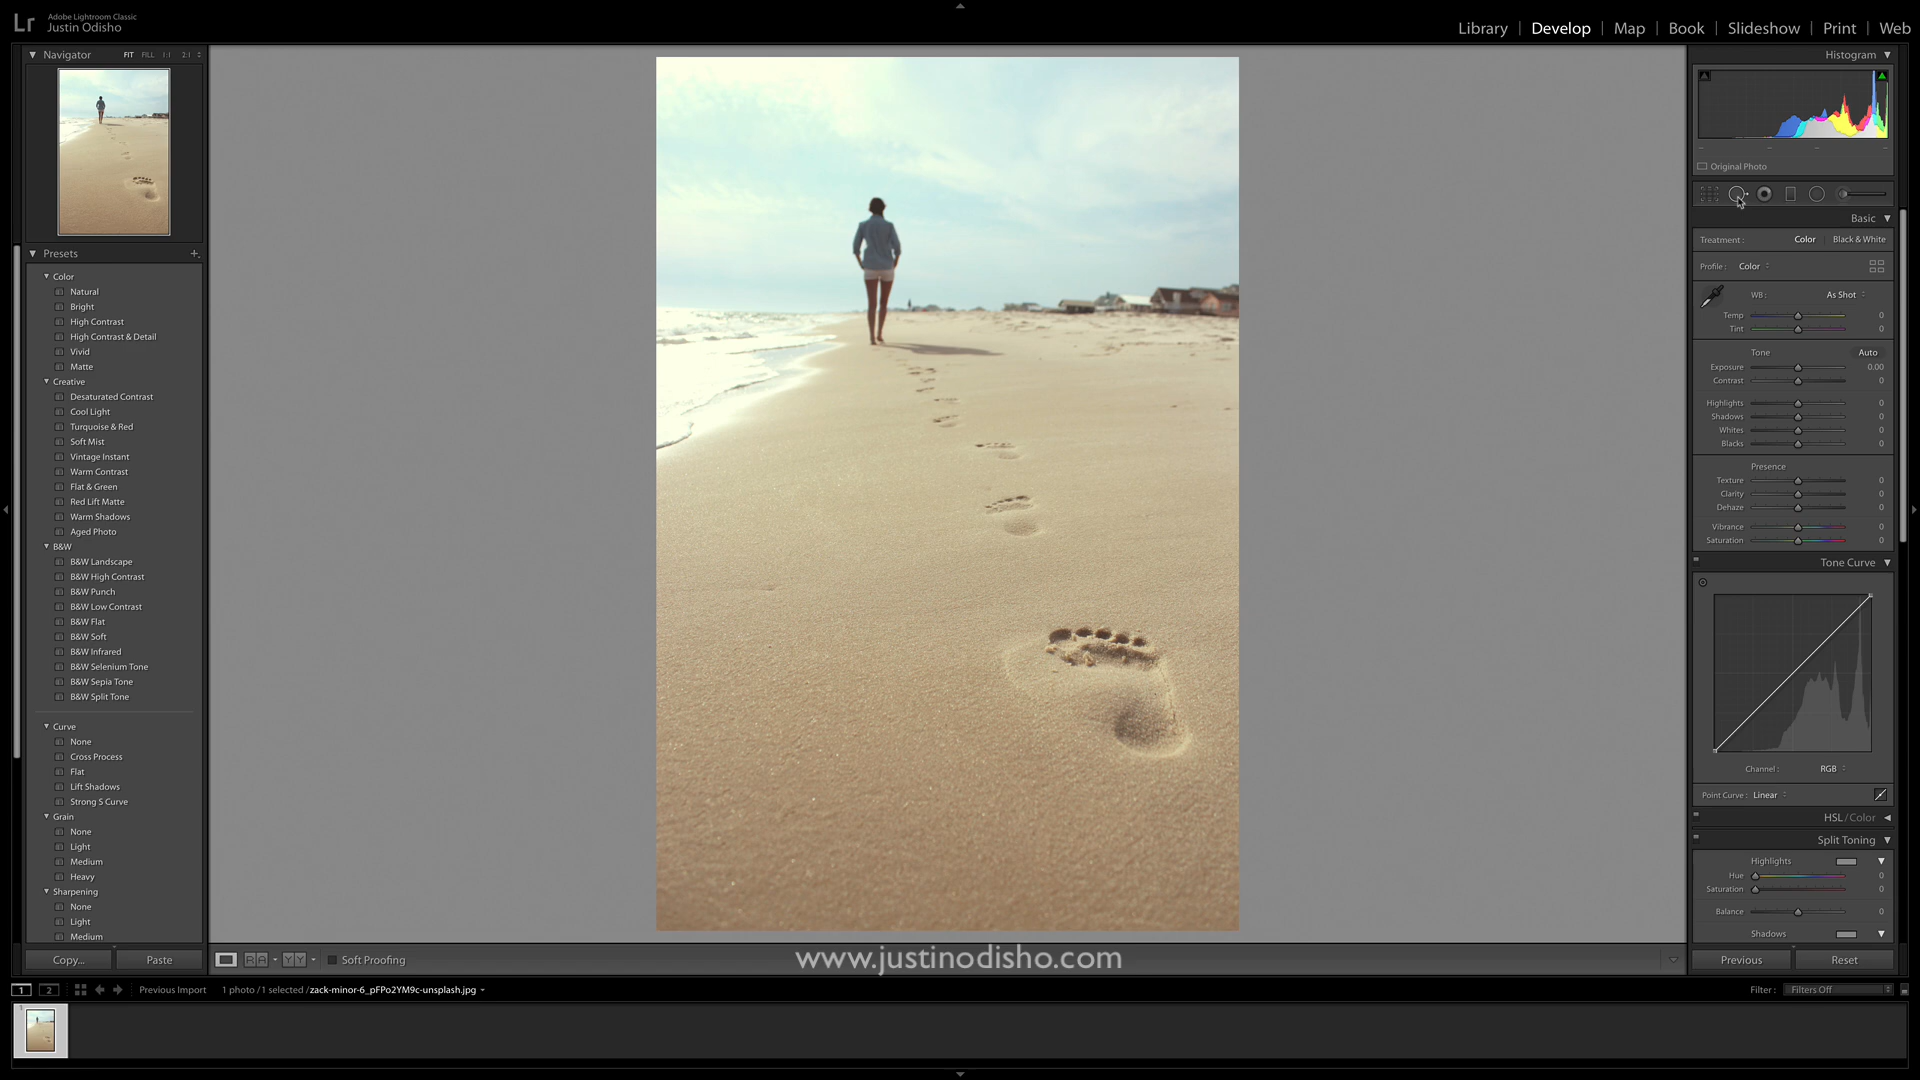 Lr
Adobe Lightroom Classic
Justin Odisho
Library | Develop | Map | Book | Slideshow | Print | Web
Navigator FIT FILL 1:1 2:1
Presets +
Color
Natural
Bright
High Contrast
High Contrast & Detail
Vivid
Matte
Creative
Desaturated Contrast
Cool Light
Turquoise & Red
Soft Mist
Vintage Instant
Warm Contrast
Flat & Green
Red Lift Matte
Warm Shadows
Aged Photo
B&W
B&W Landscape
B&W High Contrast
B&W Punch
B&W Low Contrast
B&W Flat
B&W Soft
B&W Infrared
B&W Selenium Tone
B&W Sepia Tone
B&W Split Tone
Curve
None
Cross Process
Flat
Lift Shadows
Strong S Curve
Grain
None
Light
Medium
Heavy
Sharpening
None
Light
Medium
Copy... Paste
RA YY Soft Proofing
www.justinodisho.com
Histogram
Original Photo
Basic
Treatment : Color Black & White
Profile : Color
WB : As Shot
Temp 0
Tint 0
Tone Auto
Exposure 0.00
Contrast 0
Highlights 0
Shadows 0
Whites 0
Blacks 0
Presence
Texture 0
Clarity 0
Dehaze 0
Vibrance 0
Saturation 0
Tone Curve
Channel : RGB
Point Curve : Linear
HSL / Color
Split Toning
Highlights
Hue 0
Saturation 0
Balance 0
Shadows
Previous Reset
1 2 Previous Import 1 photo / 1 selected / zack-minor-6_pFPo2YM9c-unsplash.jpg Filter : Filters Off
1